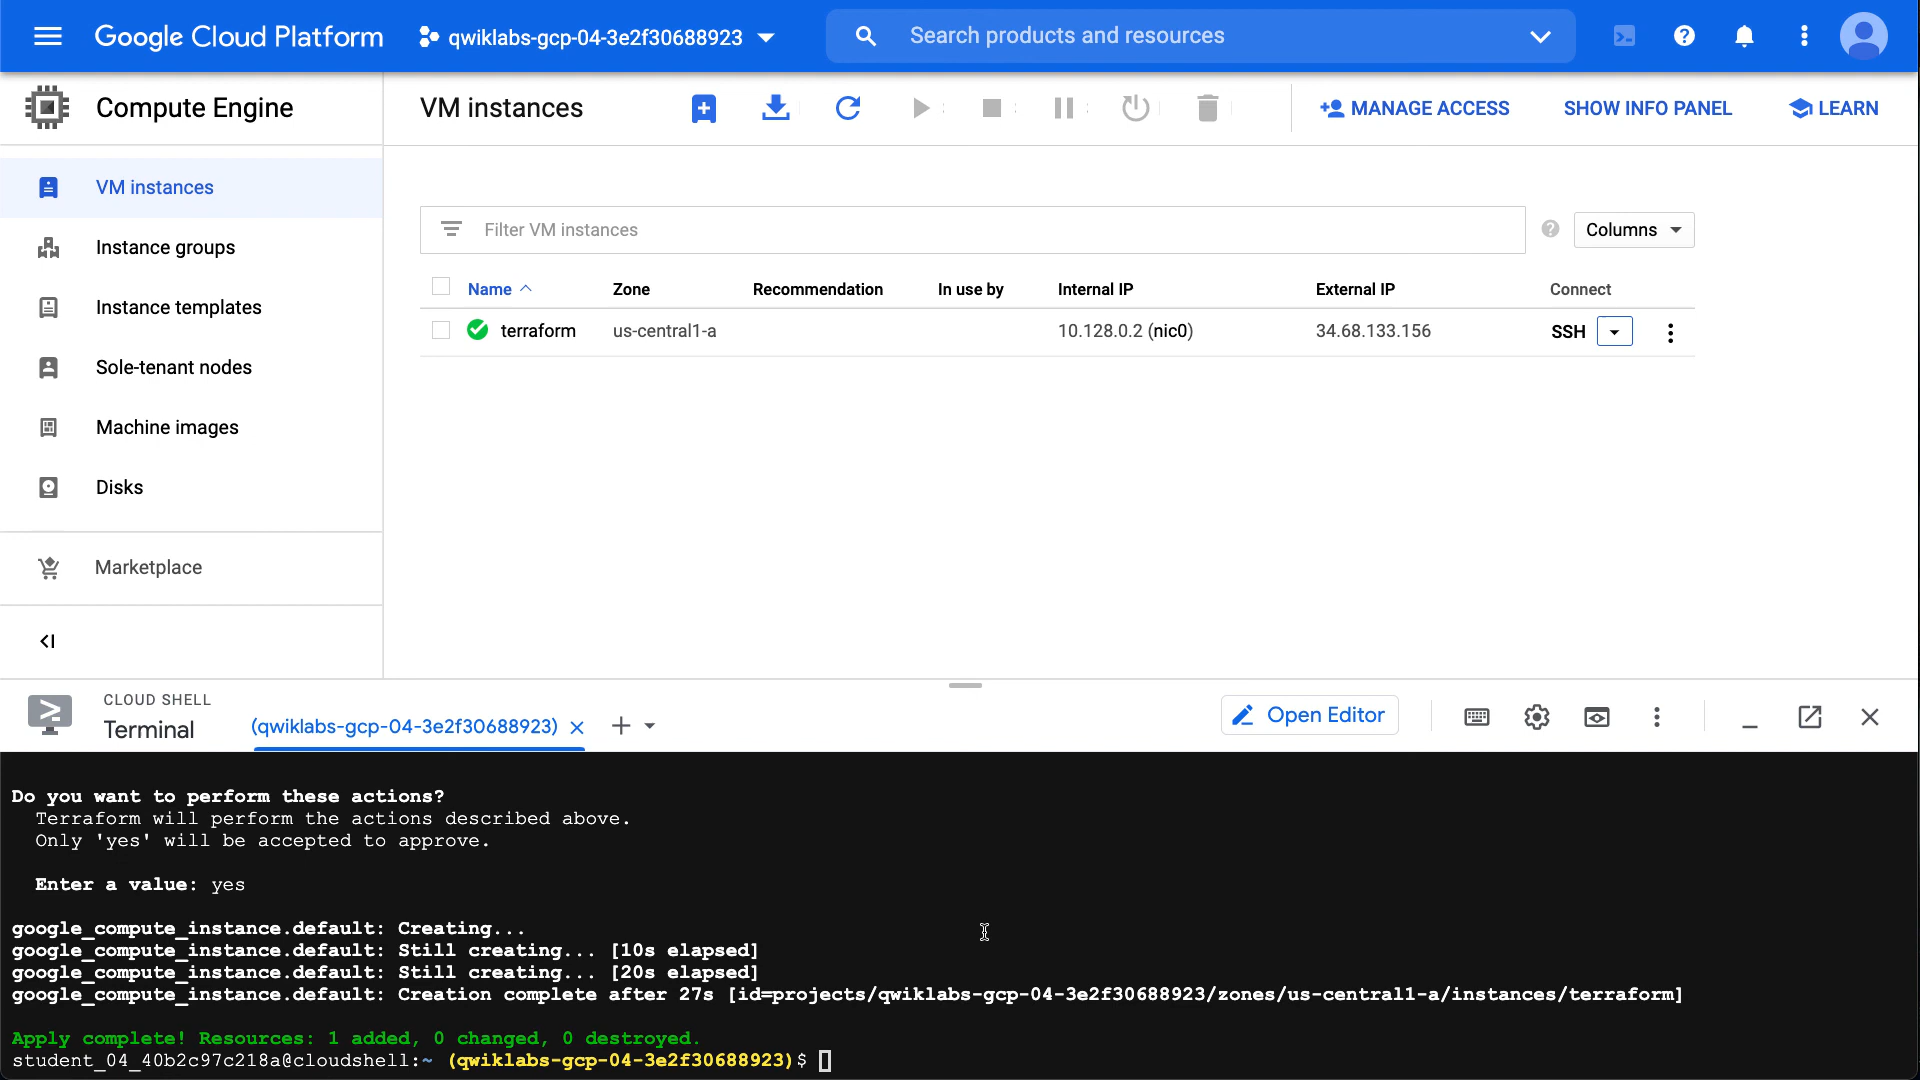 Google Cloud Platform
qwiklabs-gcp-04-3e2f30688923
Search products and resources
Compute Engine
VM instances
MANAGE ACCESS
SHOW INFO PANEL
LEARN
VM instances
Instance groups
Instance templates
Sole-tenant nodes
Machine images
Disks
Marketplace
Filter VM instances
Columns
Name Zone Recommendation In use by Internal IP External IP Connect
terraform us-central1-a 10.128.0.2 (nic0) 34.68.133.156 SSH
CLOUD SHELL
Terminal
(qwiklabs-gcp-04-3e2f30688923)
Open Editor
Do you want to perform these actions?
Terraform will perform the actions described above.
Only 'yes' will be accepted to approve.
Enter a value: yes
google_compute_instance.default: Creating...
google_compute_instance.default: Still creating... [10s elapsed]
google_compute_instance.default: Still creating... [20s elapsed]
google_compute_instance.default: Creation complete after 27s [id=projects/qwiklabs-gcp-04-3e2f30688923/zones/us-central1-a/instances/terraform]
Apply complete! Resources: 1 added, 0 changed, 0 destroyed.
student_04_40b2c97c218a@cloudshell:~ (qwiklabs-gcp-04-3e2f30688923)$